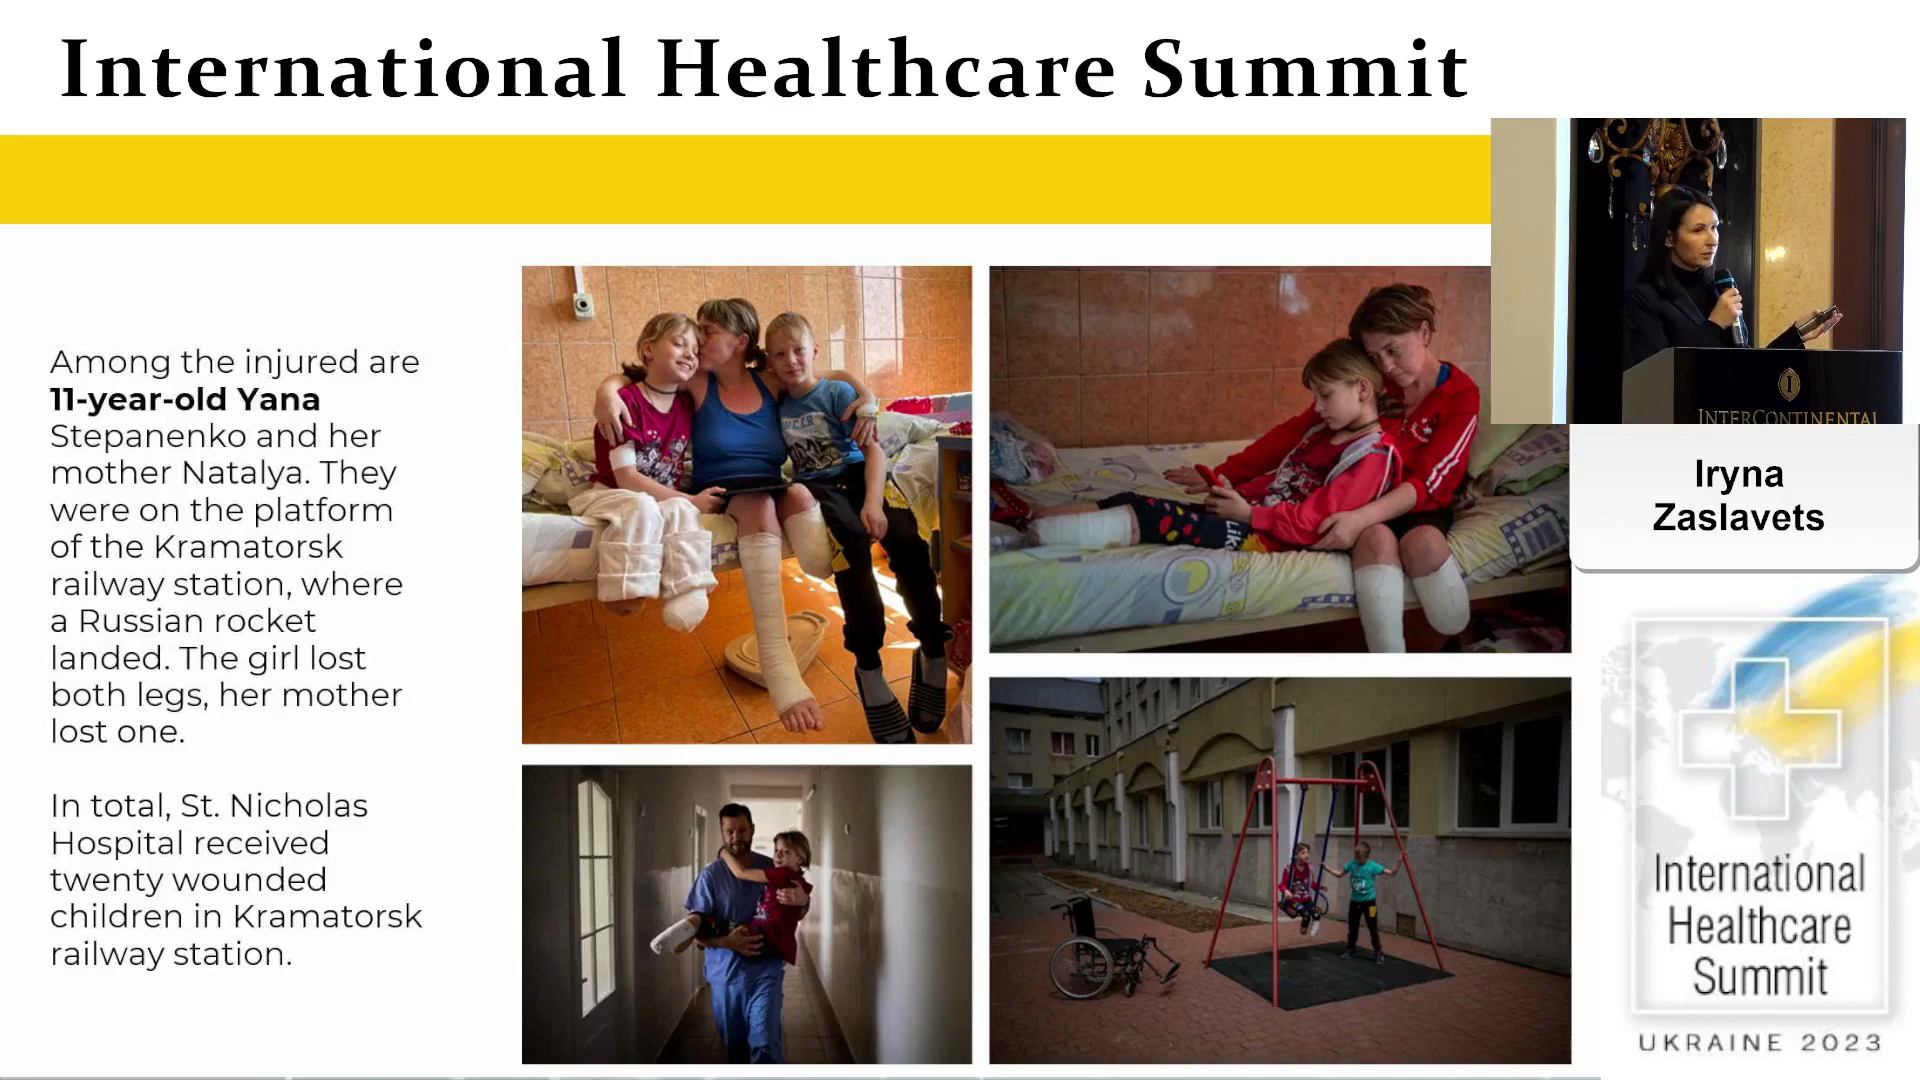 International Healthcare Summit
Among the injured are
11-year-old Yana
Stepanenko and her
mother Natalya. They
were on the platform
of the Kramatorsk
railway station, where
a Russian rocket
landed. The girl lost
both legs, her mother
lost one.
In total, St. Nicholas
Hospital received
twenty wounded
children in Kramatorsk
railway station.
Like
INTERCONTINENTAL
Iryna
Zaslavets
International
Healthcare
Summit
UKRAINE 2023